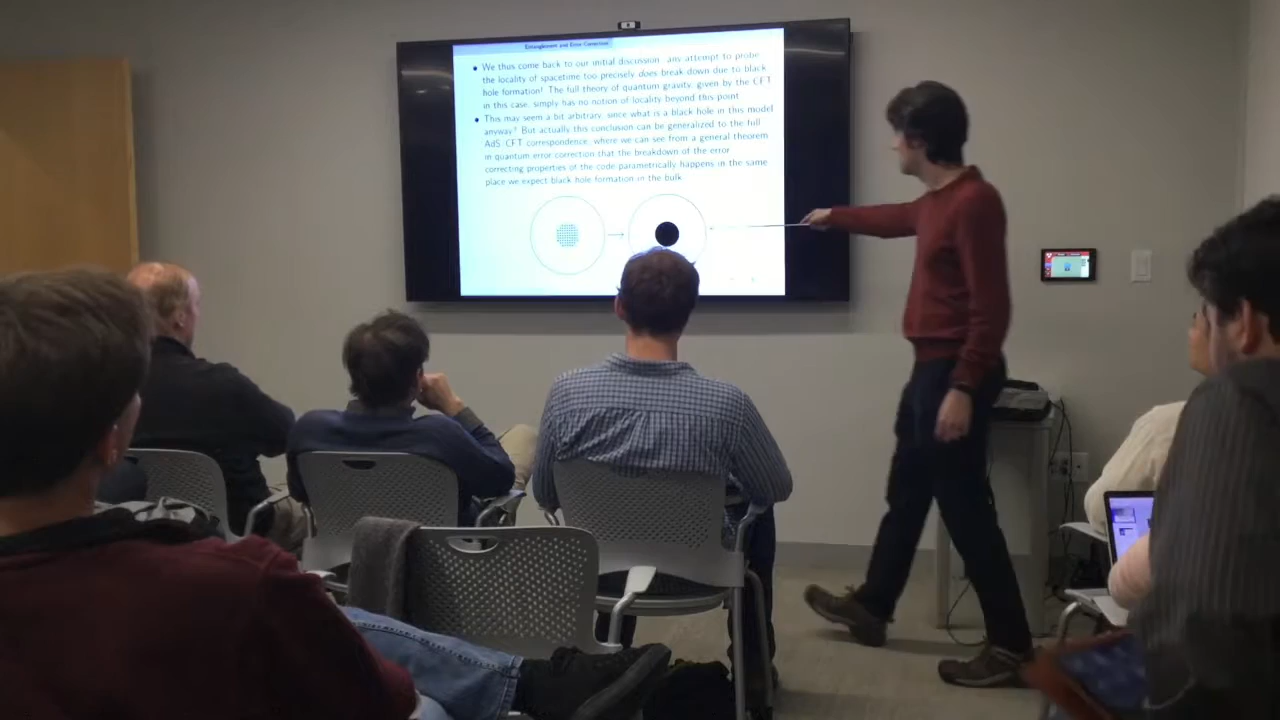 Entanglement and Error Correction
• We thus come back to our initial discussion: any attempt to probe
the locality of spacetime too precisely does break down due to black
hole formation! The full theory of quantum gravity, given by the CFT
in this case, simply has no notion of locality beyond this point.
• This may seem a bit arbitrary, since what is a black hole in this model
anyway? But actually this conclusion can be generalized to the full
AdS CFT correspondence, where we can see from a general theorem
in quantum error correction that the breakdown of the error
correcting properties of the code parametrically happens in the same
place we expect black hole formation in the bulk.